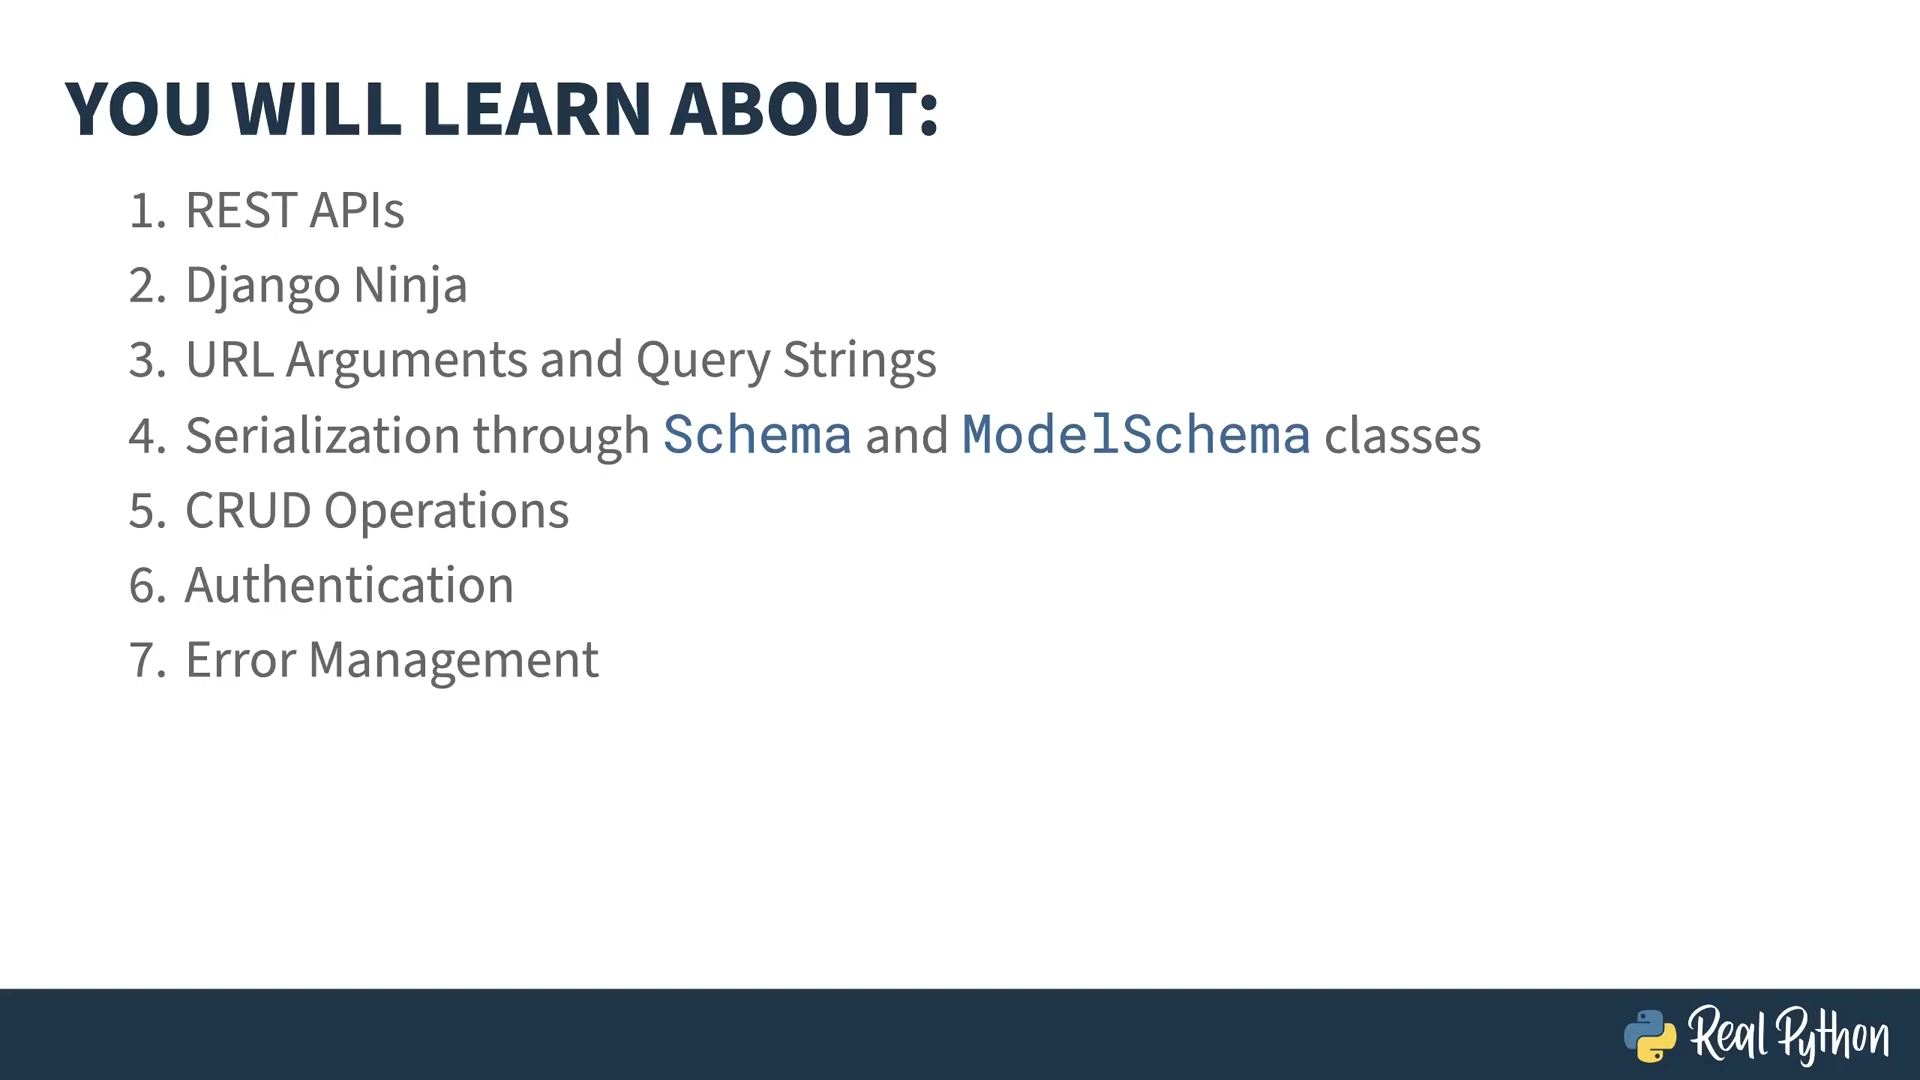 YOU WILL LEARN ABOUT:
1. REST APIs
2. Django Ninja
3. URL Arguments and Query Strings
4. Serialization through Schema and ModelSchema classes
5. CRUD Operations
6. Authentication
7. Error Management
Real Python